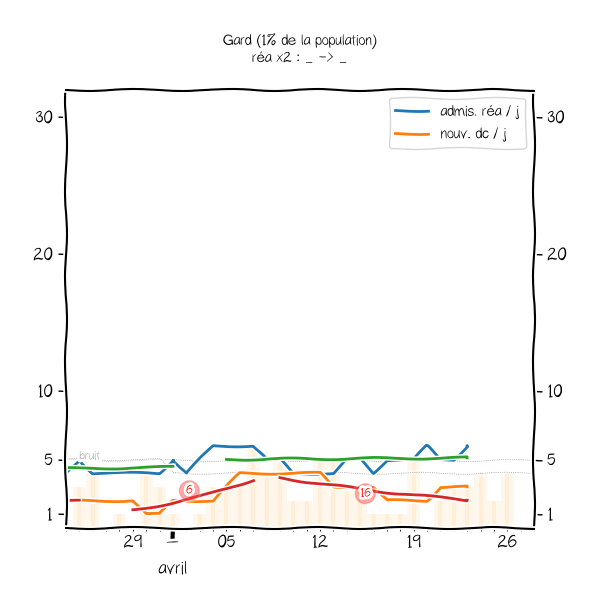 Gard (1% de la population)
réa x2 : _ -> _
admis. réa / j
nouv. dc / j
30
30
20
20
10
10
5
bruit
5
6
16
1
1
29
05
12
19
26
avril